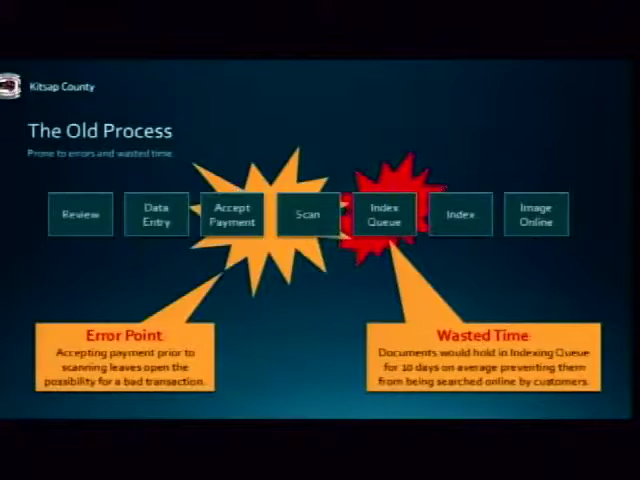 Kitsap County
The Old Process
Prone to errors and wasted time
Review
Data
Entry
Accept
Payment
Scan
Index
Queue
Index
Image
Online
Error Point
Accepting payment prior to
scanning leaves open the
possibility for a bad transaction.
Wasted Time
Documents would hold in Indexing Queue
for 10 days on average preventing them
from being searched online by customers.